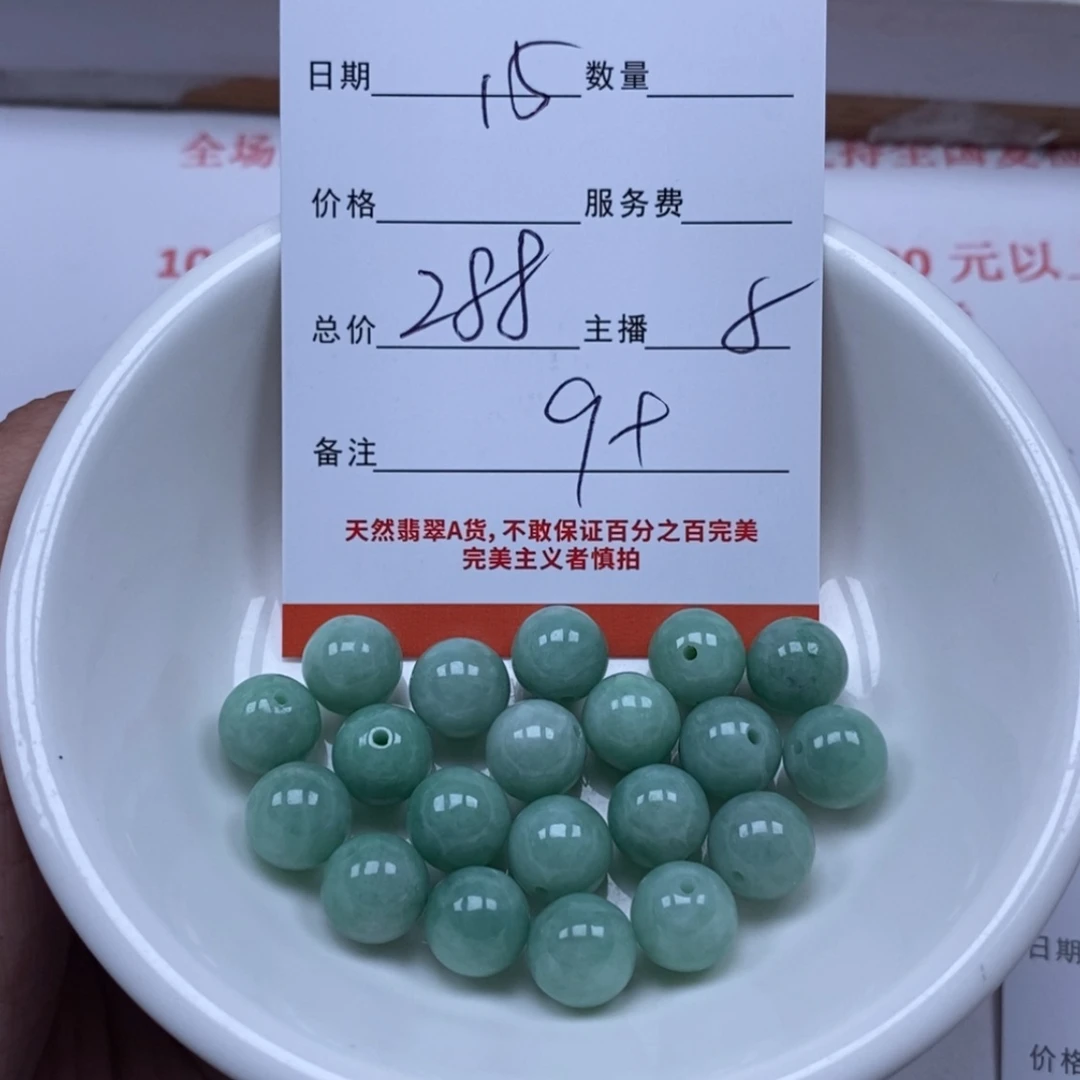 日期 15 数量
价格 服务费
总价 288 主播 8
备注 9+
天然翡翠A货, 不敢保证百分之百完美
完美主义者慎拍
全场
10
元以上
日期
价格